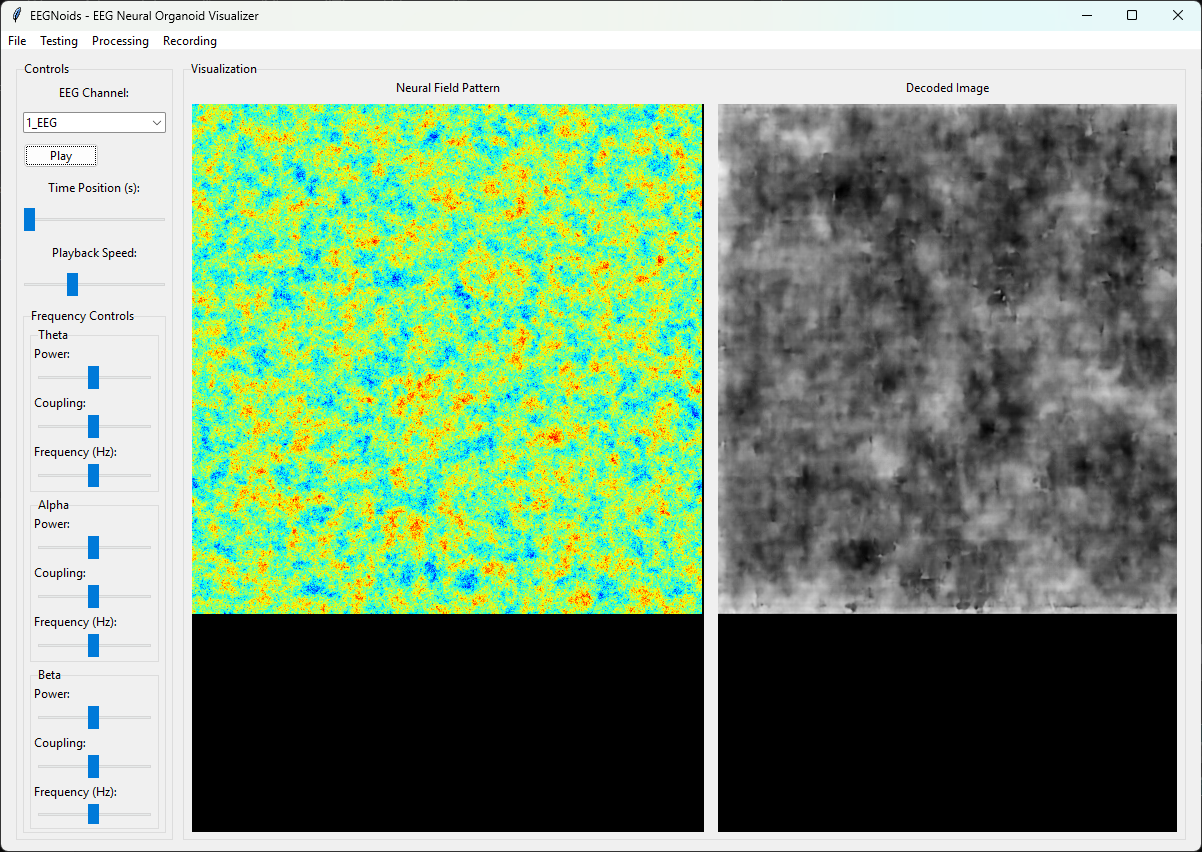 EEGNoids - EEG Neural Organoid Visualizer
File Testing Processing Recording
Controls
EEG Channel:
1_EEG
Play
Time Position (s):
Playback Speed:
Frequency Controls
Theta
Power:
Coupling:
Frequency (Hz):
Alpha
Power:
Coupling:
Frequency (Hz):
Beta
Power:
Coupling:
Frequency (Hz):
Visualization
Neural Field Pattern
Decoded Image